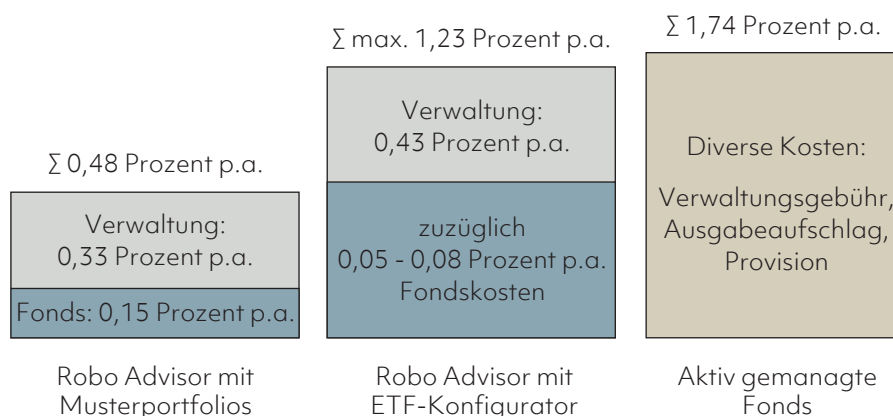 ∑ 0,48 Prozent p.a.
Verwaltung:
0,33 Prozent p.a.
Fonds: 0,15 Prozent p.a.
Robo Advisor mit
Musterportfolios
∑ max. 1,23 Prozent p.a.
Verwaltung:
0,43 Prozent p.a.
zuzüglich
0,05 - 0,08 Prozent p.a.
Fondskosten
Robo Advisor mit
ETF-Konfigurator
∑ 1,74 Prozent p.a.
Diverse Kosten:
Verwaltungsgebühr,
Ausgabeaufschlag,
Provision
Aktiv gemanagte
Fonds